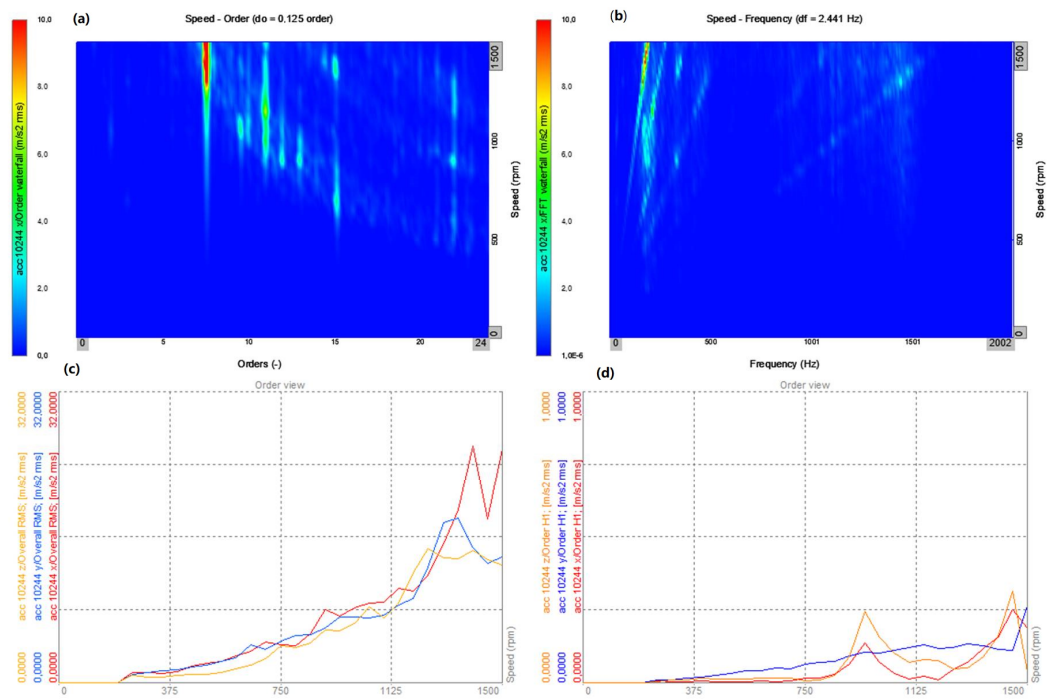 (a)
Speed - Order (do = 0.125 order)
10,0
8,0
6,0
4,0
2,0
0,0
acc 10244 x/Order waterfall (m/s2 rms)
1 500
1000
500
0
Speed (rpm)
0
5
10
15
20
24
Orders (-)
(b)
Speed - Frequency (df = 2.441 Hz)
10,0
8,0
6,0
4,0
2,0
1,0E-6
acc 10244 x/FFT waterfall (m/s2 rms)
1 500
1000
500
0
Speed (rpm)
0
500
1001
1501
2002
Frequency (Hz)
(c)
Order view
32,0000
32,0000
32,0000
acc 10244 z/Overall RMS; [m/s2 rms]
acc 10244 y/Overall RMS; [m/s2 rms]
acc 10244 x/Overall RMS; [m/s2 rms]
0,0000
0,0000
0,0000
0
375
750
1125
1500
Speed (rpm)
(d)
Order view
1,0000
1,0000
1,0000
acc 10244 z/Order H1; [m/s2 rms]
acc 10244 y/Order H1; [m/s2 rms]
acc 10244 x/Order H1; [m/s2 rms]
0,0000
0,0000
0,0000
0
375
750
1125
1500
Speed (rpm)